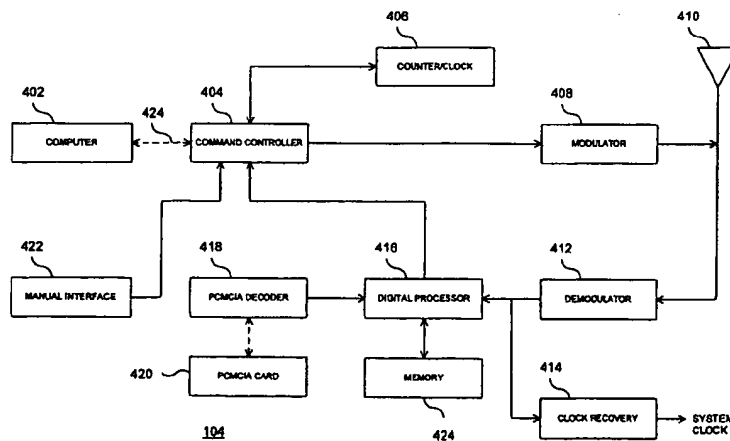 406
410
COUNTER/CLOCK
402
424
404
408
COMPUTER
COMMAND CONTROLLER
MODULATOR
422
418
416
412
MANUAL INTERFACE
PCMCIA DECODER
DIGITAL PROCESSOR
DEMODULATOR
420
PCMCIA CARD
MEMORY
414
104
424
CLOCK RECOVERY
SYSTEM
CLOCK